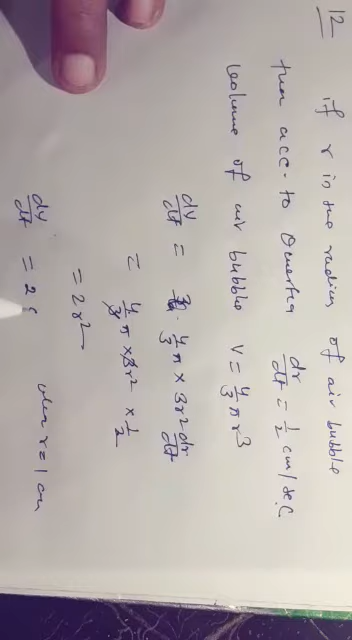 12 if r is the radius of air bubble
then acc. to Question dr/dt = 1/2 cm/sec
volume of air bubble V = 4/3 πr³
dv/dt = 4/3 π × 3r² dr/dt
= 4/3 π × 3r² × 1/2
= 2r²
dv/dt = 2 when r = 1 cm